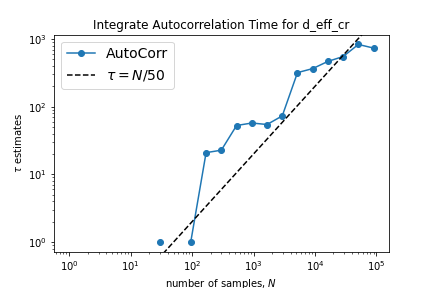 Integrate Autocorrelation Time for d_eff_cr
AutoCorr
τ = N/50
τ estimates
10³
10²
10¹
10⁰
10⁰ 10¹ 10² 10³ 10⁴ 10⁵
number of samples, N